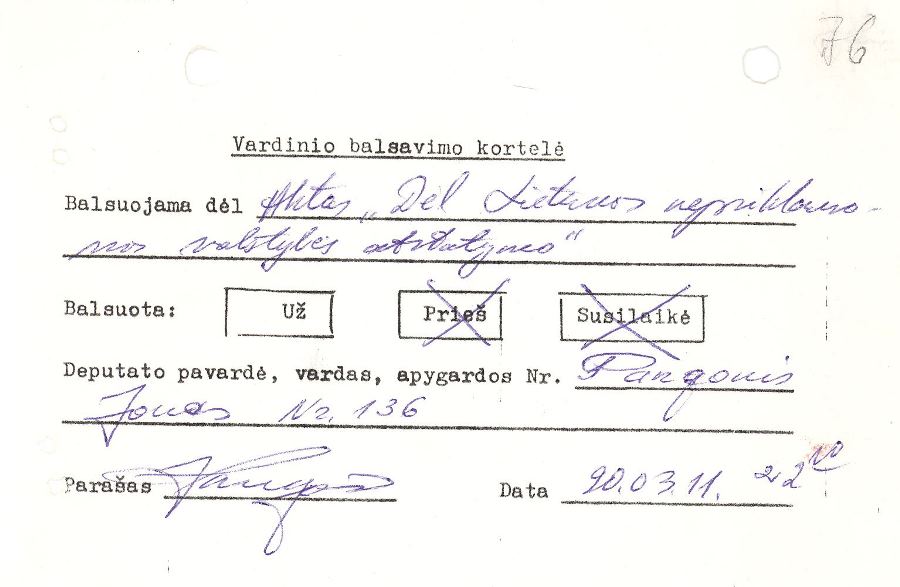 76
Vardinio balsavimo kortelė
Balsuojama dėl Aktas „Dėl Lietuvos nepriklauso-
mos valstybės atstatymo“
Balsuota: Už Prieš Susilaikė
Deputato pavardė, vardas, apygardos Nr. Pangonis
Jonas Nr. 136
Parašas Data 90.03.11. 22